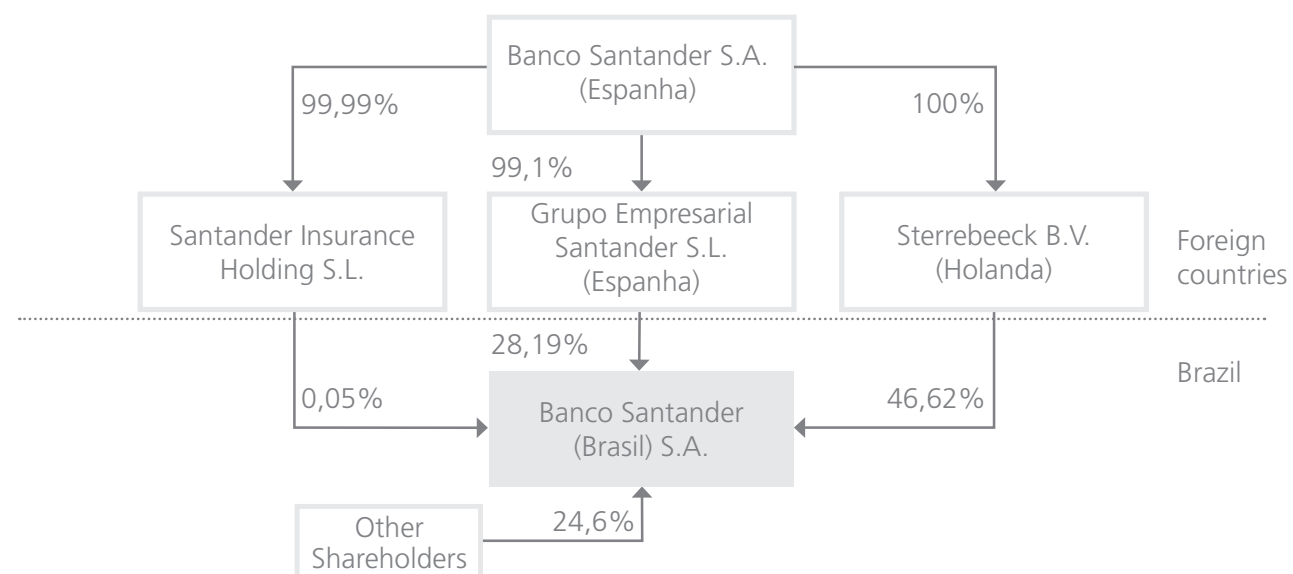 Banco Santander S.A.
(Espanha)
99,99%
100%
99,1%
Santander Insurance
Holding S.L.
Grupo Empresarial
Santander S.L.
(Espanha)
Sterrebeeck B.V.
(Holanda)
Foreign
countries
28,19%
Brazil
0,05%
46,62%
Banco Santander
(Brasil) S.A.
24,6%
Other
Shareholders